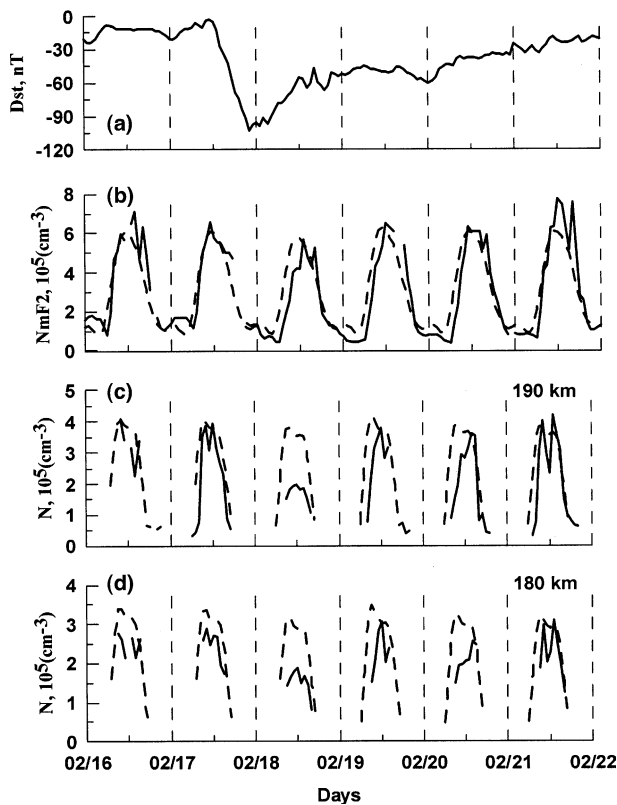 0
-30
-60
-90
-120
Dst, nT
(a)
8
6
4
2
0
NmF2, 10⁵(cm⁻³)
(b)
5
4
3
2
1
0
N, 10⁵(cm⁻³)
(c)
190 km
4
3
2
1
0
N, 10⁵(cm⁻³)
(d)
180 km
02/16 02/17 02/18 02/19 02/20 02/21 02/22
Days